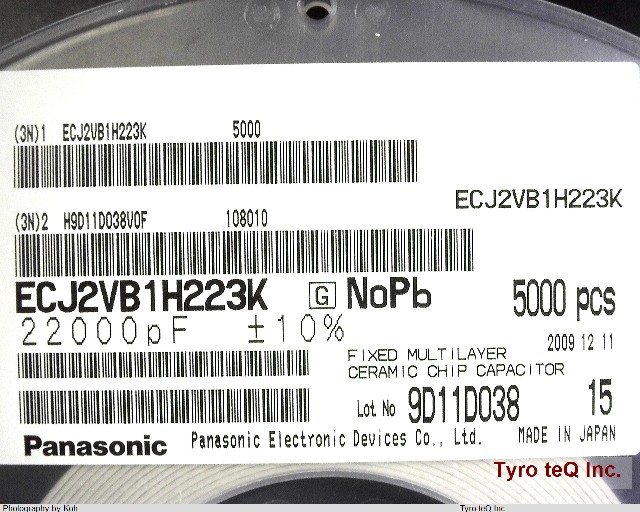 (3N)1 ECJ2VB1H223K 5000
ECJ2VB1H223K
(3N)2 H9D11D038V0F 108010
ECJ2VB1H223K G NoPb 5000 pcs
22000pF ±10% 2009 12 11
FIXED MULTILAYER
CERAMIC CHIP CAPACITOR
Lot No 9D11D038 15
Panasonic Panasonic Electronic Devices Co., Ltd. MADE IN JAPAN
Tyro teQ Inc.
Photography by Koh Tyro teQ Inc